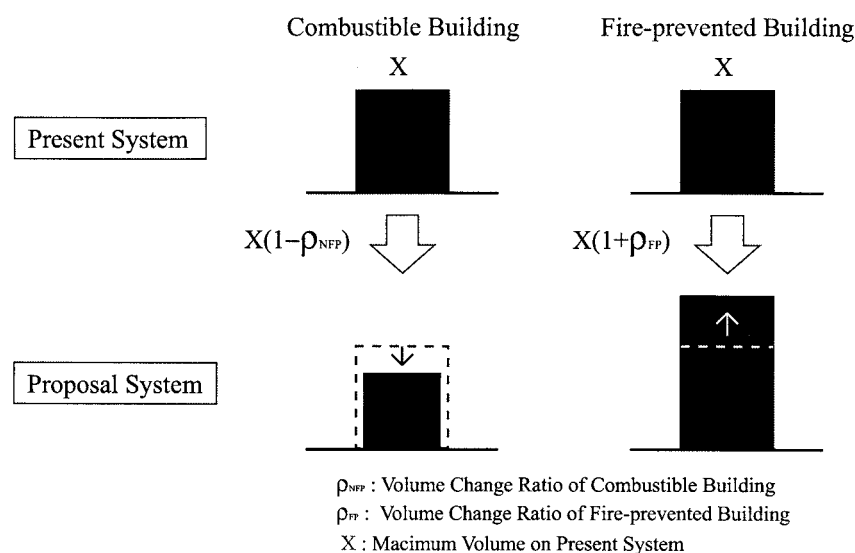 Combustible Building Fire-prevented Building
X X
Present System
X(1−ρNFP) X(1+ρFP)
Proposal System
ρNFP : Volume Change Ratio of Combustible Building
ρFP : Volume Change Ratio of Fire-prevented Building
X : Macimum Volume on Present System